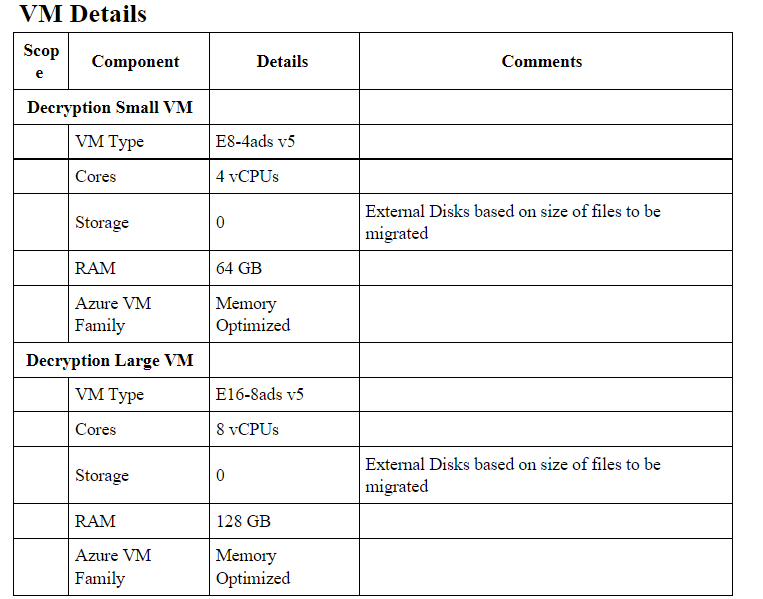 VM Details
Scop
e
Component
Details
Comments
Decryption Small VM
VM Type
E8-4ads v5
Cores
4 vCPUs
Storage
0
External Disks based on size of files to be
migrated
RAM
64 GB
Azure VM
Family
Memory
Optimized
Decryption Large VM
VM Type
E16-8ads v5
Cores
8 vCPUs
Storage
0
External Disks based on size of files to be
migrated
RAM
128 GB
Azure VM
Family
Memory
Optimized